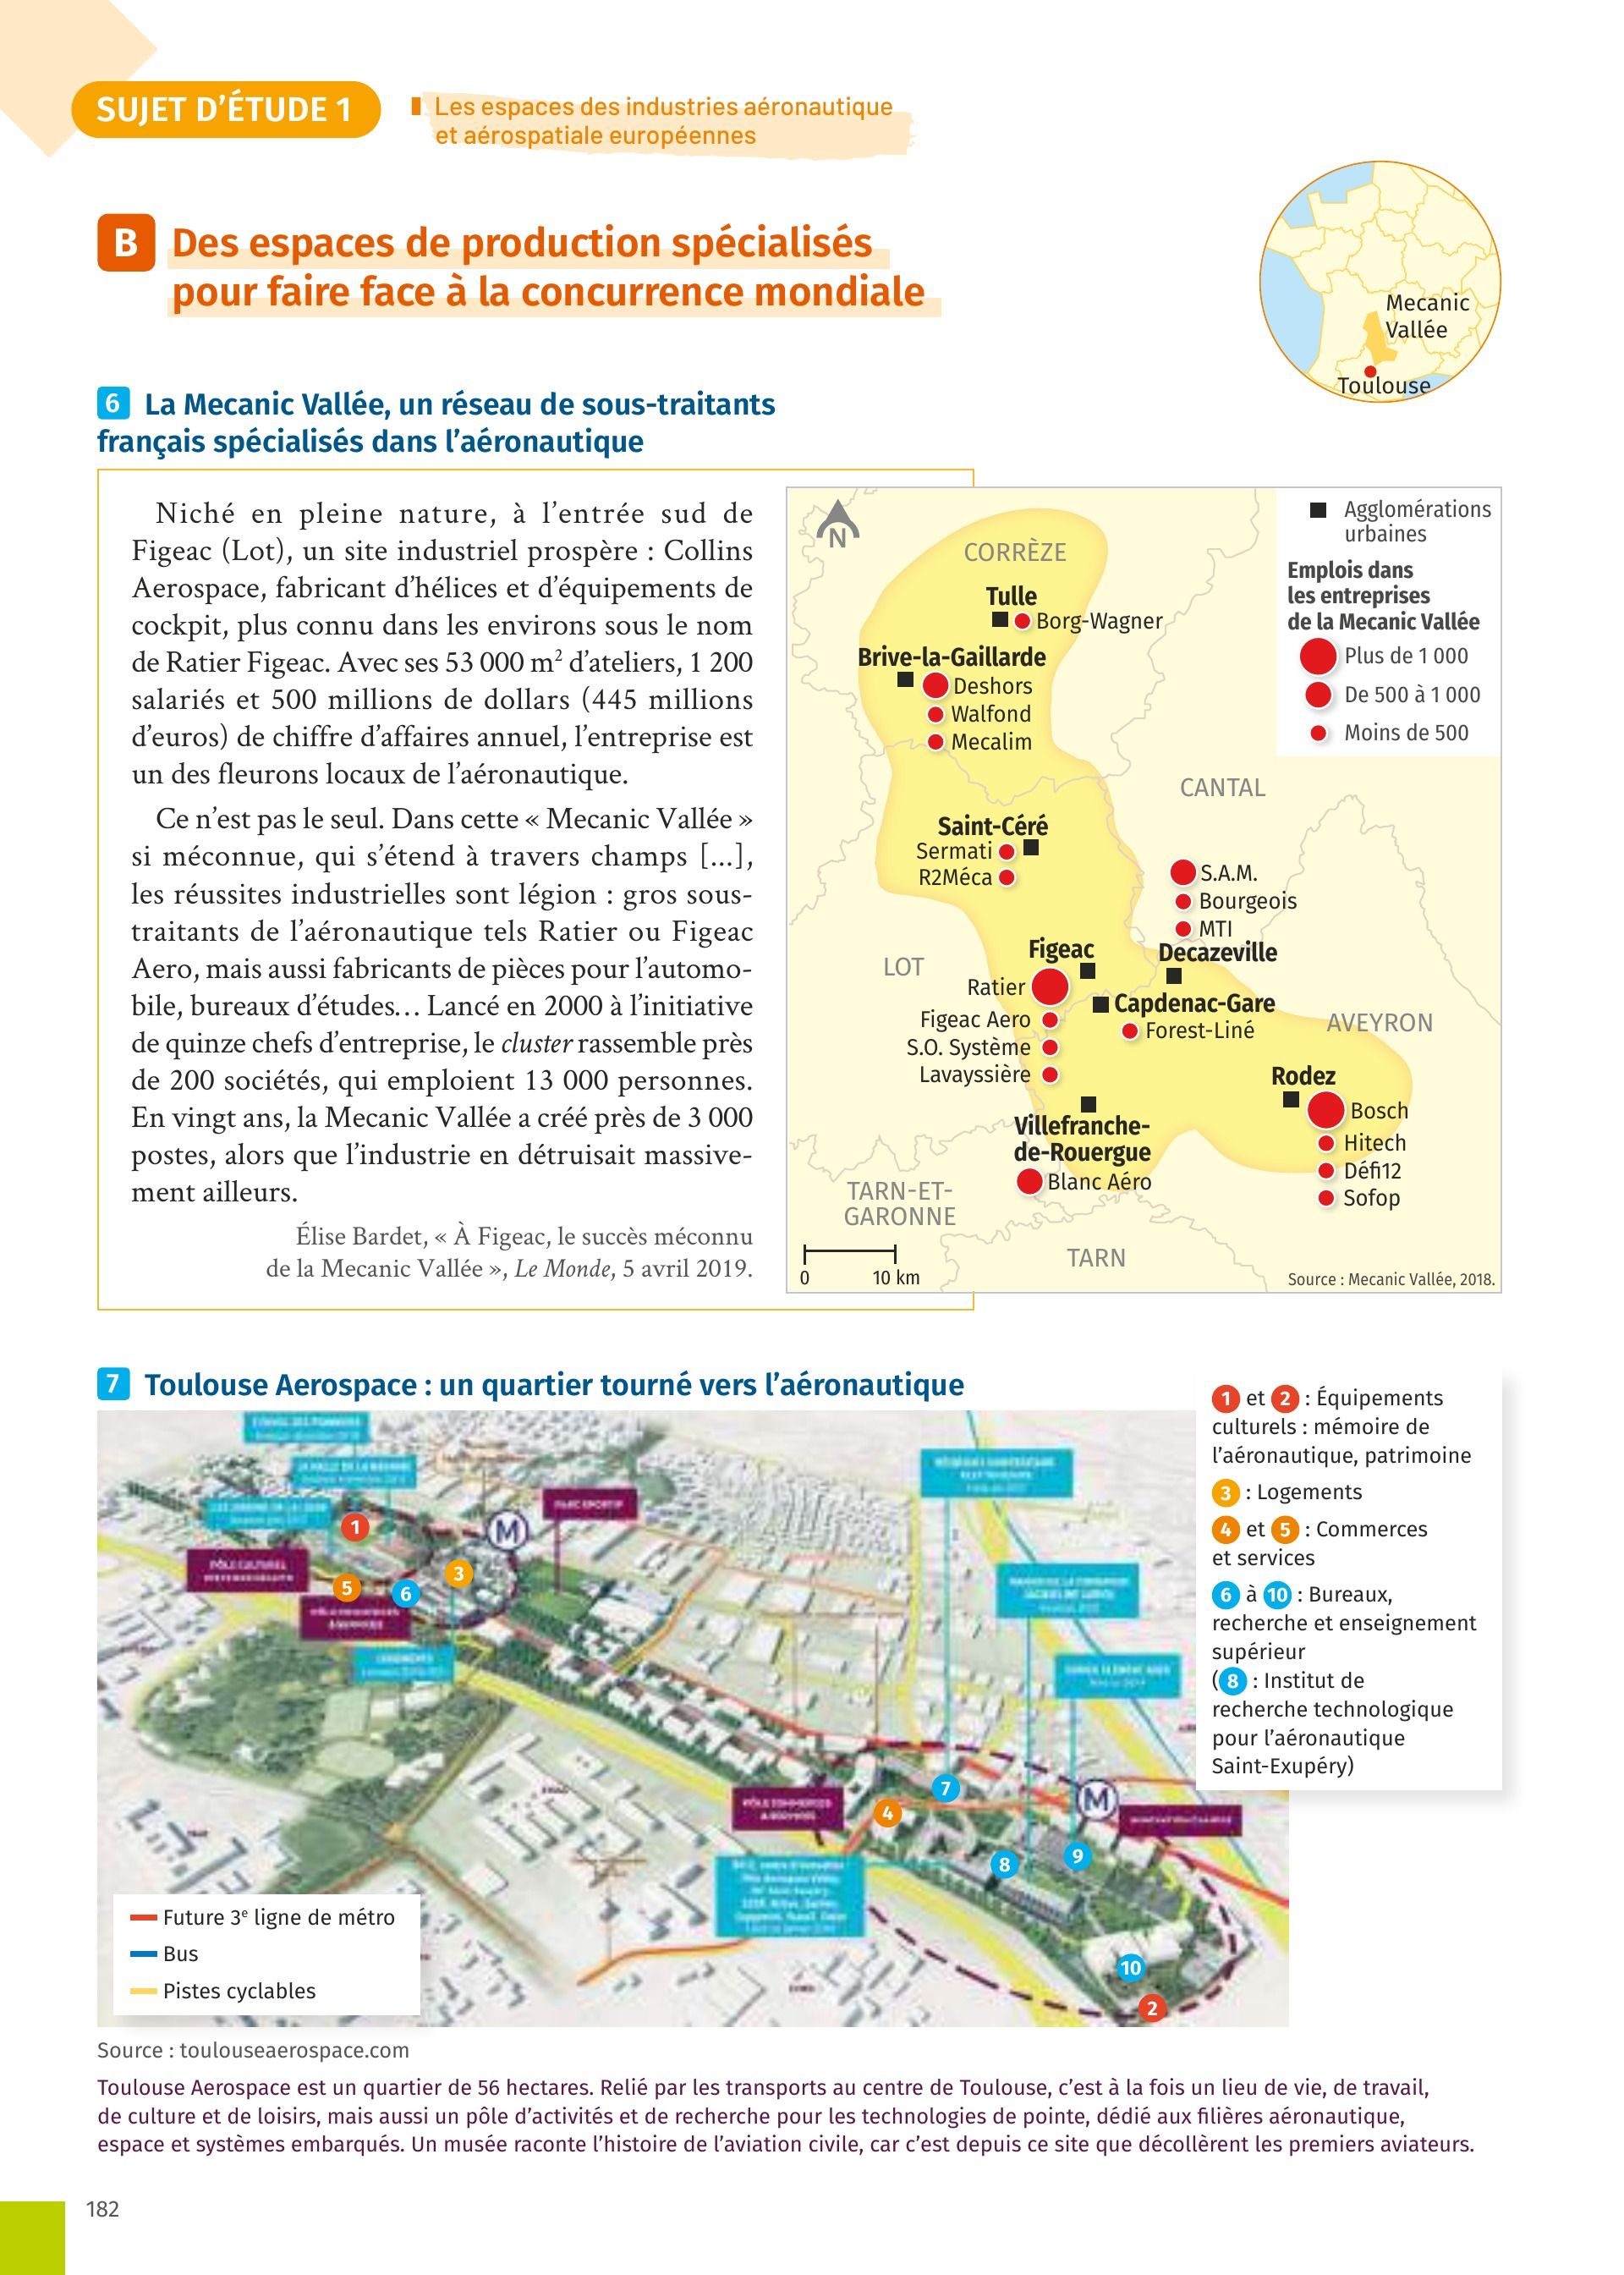 SUJET D'ÉTUDE 1
Les espaces des industries aéronautique
et aérospatiale européennes
B
Des espaces de production spécialisés
pour faire face à la concurrence mondiale
Mecanic
Vallée
Toulouse
6 La Mecanic Vallée, un réseau de sous-traitants
français spécialisés dans l'aéronautique
Niché en pleine nature, à l'entrée sud de
Figeac (Lot), un site industriel prospère : Collins
Aerospace, fabricant d'hélices et d'équipements de
cockpit, plus connu dans les environs sous le nom
de Ratier Figeac. Avec ses 53 000 m² d'ateliers, 1 200
salariés et 500 millions de dollars (445 millions
d'euros) de chiffre d'affaires annuel, l'entreprise est
un des fleurons locaux de l'aéronautique.
Ce n'est pas le seul. Dans cette « Mecanic Vallée »
si méconnue, qui s'étend à travers champs [...],
les réussites industrielles sont légion : gros sous-
traitants de l'aéronautique tels Ratier ou Figeac
Aero, mais aussi fabricants de pièces pour l'automo-
bile, bureaux d'études… Lancé en 2000 à l'initiative
de quinze chefs d'entreprise, le cluster rassemble près
de 200 sociétés, qui emploient 13 000 personnes.
En vingt ans, la Mecanic Vallée a créé près de 3 000
postes, alors que l'industrie en détruisait massive-
ment ailleurs.
Élise Bardet, « À Figeac, le succès méconnu
de la Mecanic Vallée », Le Monde, 5 avril 2019.
N
CORRÈZE
Tulle
Borg-Wagner
Brive-la-Gaillarde
Deshors
Walfond
Mecalim
CANTAL
Saint-Céré
Sermati
R2Méca
S.A.M.
Bourgeois
MTI
Decazeville
Figeac
LOT
Ratier
Capdenac-Gare
Figeac Aero
Forest-Liné
AVEYRON
S.O. Système
Lavayssière
Rodez
Bosch
Hitech
Défi12
Sofop
Villefranche-
de-Rouergue
Blanc Aéro
TARN-ET-
GARONNE
TARN
0 10 km
Agglomérations
urbaines
Emplois dans
les entreprises
de la Mecanic Vallée
Plus de 1 000
De 500 à 1 000
Moins de 500
Source : Mecanic Vallée, 2018.
7 Toulouse Aerospace : un quartier tourné vers l'aéronautique
1
M
PARC SPORTIF
3
5
6
7
4
M
8
9
10
2
Future 3e ligne de métro
Bus
Pistes cyclables
1 et 2 : Équipements
culturels : mémoire de
l'aéronautique, patrimoine
3 : Logements
4 et 5 : Commerces
et services
6 à 10 : Bureaux,
recherche et enseignement
supérieur
(8 : Institut de
recherche technologique
pour l'aéronautique
Saint-Exupéry)
Source : toulouseaerospace.com
Toulouse Aerospace est un quartier de 56 hectares. Relié par les transports au centre de Toulouse, c'est à la fois un lieu de vie, de travail,
de culture et de loisirs, mais aussi un pôle d'activités et de recherche pour les technologies de pointe, dédié aux filières aéronautique,
espace et systèmes embarqués. Un musée raconte l'histoire de l'aviation civile, car c'est depuis ce site que décollèrent les premiers aviateurs.
182